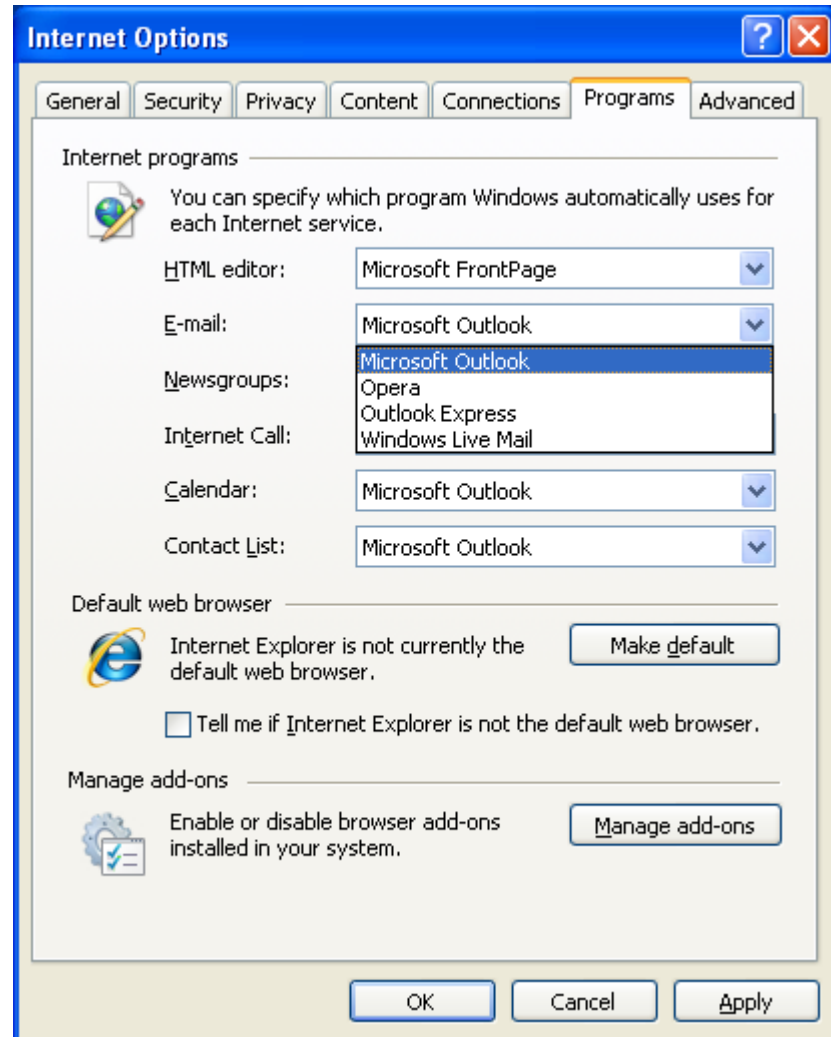 Internet Options
General Security Privacy Content Connections Programs Advanced
Internet programs
You can specify which program Windows automatically uses for
each Internet service.
HTML editor: Microsoft FrontPage
E-mail: Microsoft Outlook
Microsoft Outlook
Newsgroups:
Opera
Outlook Express
Internet Call:
Windows Live Mail
Calendar: Microsoft Outlook
Contact List: Microsoft Outlook
Default web browser
Internet Explorer is not currently the
default web browser.
Make default
Tell me if Internet Explorer is not the default web browser.
Manage add-ons
Enable or disable browser add-ons
installed in your system.
Manage add-ons
OK Cancel Apply